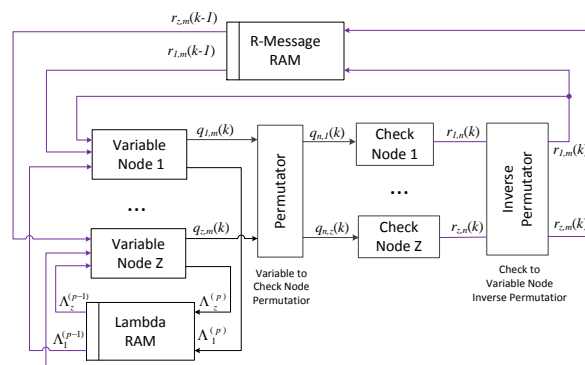 r_{z,m}(k-1)
R-Message
RAM
r_{1,m}(k-1)
Variable
Node 1
q_{1,m}(k)
Permutator
q_{n,1}(k)
Check
Node 1
r_{1,n}(k)
Inverse
Permutator
r_{1,m}(k)
...
...
Variable
Node Z
q_{z,m}(k)
q_{n,z}(k)
Check
Node Z
r_{z,n}(k)
r_{z,m}(k)
Variable to
Check Node
Permutatior
Check to
Variable Node
Inverse Permutatior
Λ_z^{(p-1)}
Λ_z^{(p)}
Lambda
RAM
Λ_1^{(p-1)}
Λ_1^{(p)}